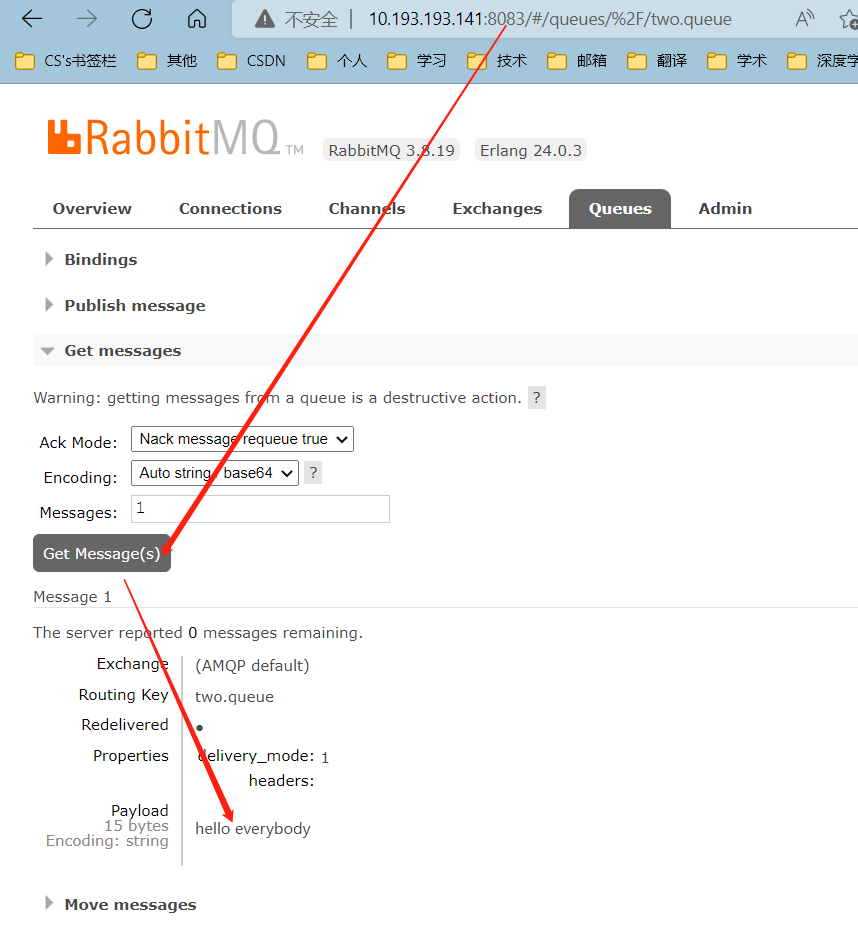 不安全 | 10.193.193.141:8083/#/queues/%2F/two.queue A))
CS's书签栏 其他 CSDN 个人 学习 技术 邮箱 翻译 学术 深度学
RabbitMQ TM RabbitMQ 3.8.19 Erlang 24.0.3
Overview Connections Channels Exchanges Queues Admin
Bindings
Publish message
Get messages
Warning: getting messages from a queue is a destructive action. ?
Ack Mode: Nack message requeue true
Encoding: Auto string / base64 ?
Messages: 1
Get Message(s)
Message 1
The server reported 0 messages remaining.
Exchange (AMQP default)
Routing Key two.queue
Redelivered ●
Properties delivery_mode: 1
headers:
Payload
15 bytes
Encoding: string
hello everybody
Move messages